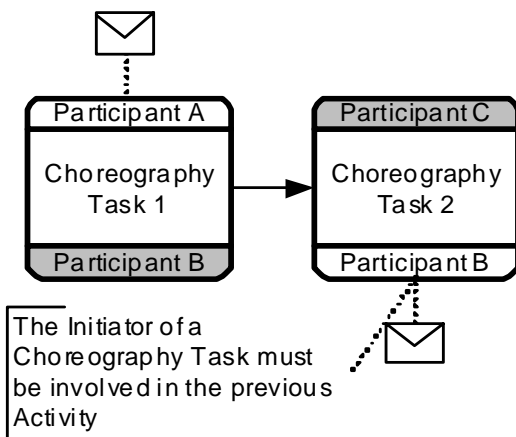 Participant A
Choreography
Task 1
Participant B
Participant C
Choreography
Task 2
Participant B
The Initiator of a
Choreography Task must
be involved in the previous
Activity